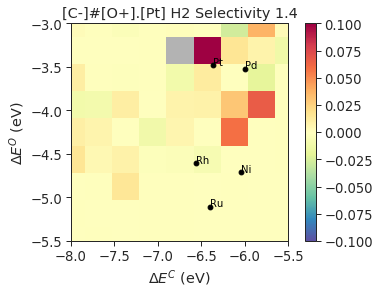 [C-]#[O+].[Pt] H2 Selectivity 1.4
−3.0
−3.5
−4.0
−4.5
−5.0
−5.5
ΔE^O (eV)
Pt
Pd
Rh
Ni
Ru
−8.0 −7.5 −7.0 −6.5 −6.0 −5.5
ΔE^C (eV)
0.100
0.075
0.050
0.025
0.000
−0.025
−0.050
−0.075
−0.100